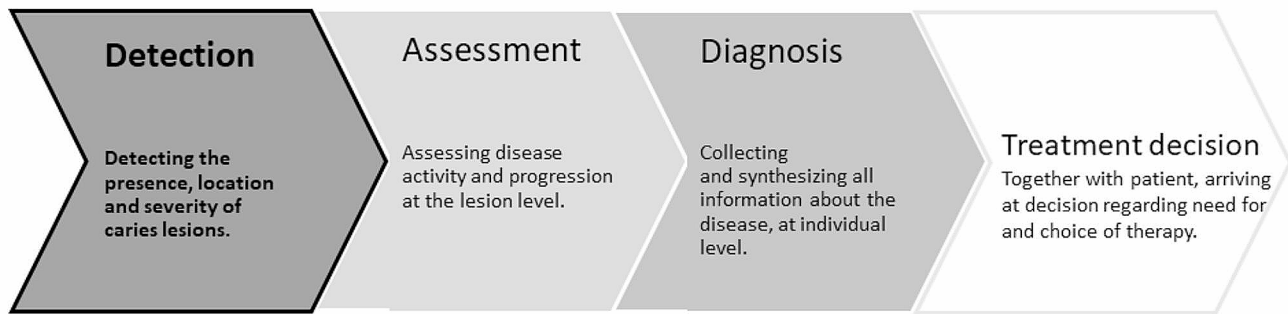 Detection
Detecting the
presence, location
and severity of
caries lesions.
Assessment
Assessing disease
activity and progression
at the lesion level.
Diagnosis
Collecting
and synthesizing all
information about the
disease, at individual
level.
Treatment decision
Together with patient, arriving
at decision regarding need for
and choice of therapy.